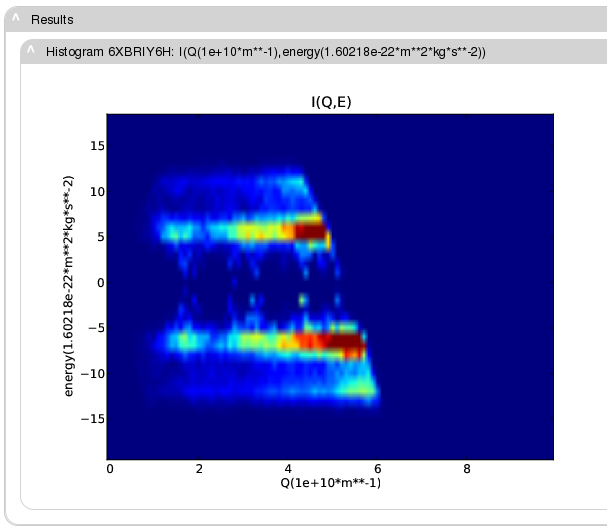 ^ Results
^ Histogram 6XBRIY6H: I(Q(1e+10*m**-1),energy(1.60218e-22*m**2*kg*s**-2))
I(Q,E)
energy(1.60218e-22*m**2*kg*s**-2)
15
10
5
0
−5
−10
−15
0 2 4 6 8
Q(1e+10*m**-1)